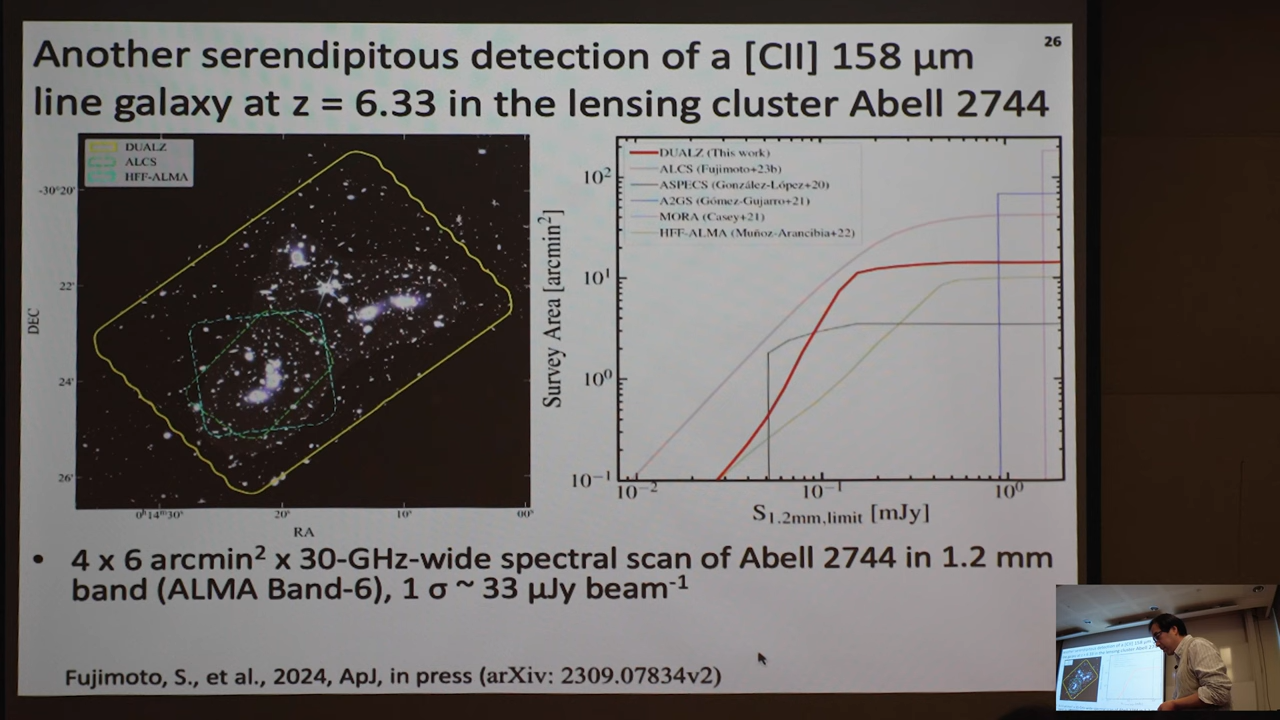 26
Another serendipitous detection of a [CII] 158 µm
line galaxy at z = 6.33 in the lensing cluster Abell 2744
DUALZ
ALCS
HFF-ALMA
-30°20'
22'
24'
26'
DEC
0ʰ14ᵐ30ˢ
20ˢ
10ˢ
00ˢ
RA
DUALZ (This work)
ALCS (Fujimoto+23b)
ASPECS (González-López+20)
A2GS (Gómez-Gujarro+21)
MORA (Casey+21)
HFF-ALMA (Muñoz-Arancibia+22)
10²
10¹
10⁰
10⁻¹
Survey Area [arcmin²]
10⁻²
10⁻¹
10⁰
S1.2mm,limit [mJy]
• 4 x 6 arcmin² x 30-GHz-wide spectral scan of Abell 2744 in 1.2 mm
band (ALMA Band-6), 1 σ ~ 33 µJy beam⁻¹
Fujimoto, S., et al., 2024, ApJ, in press (arXiv: 2309.07834v2)